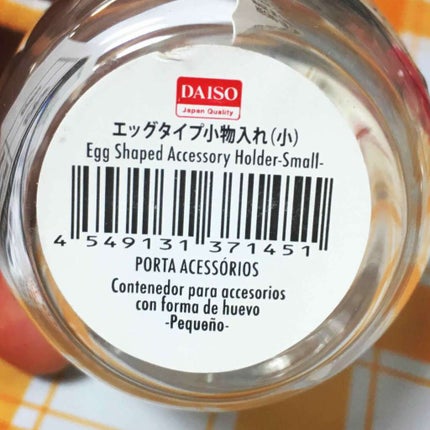 DAISO
Japan Quality
エッグタイプ小物入れ(小)
Egg Shaped Accessory Holder-Small-
4 549131 371451
PORTA ACESSÓRIOS
Contenedor para accesorios
con forma de huevo
-Pequeño-